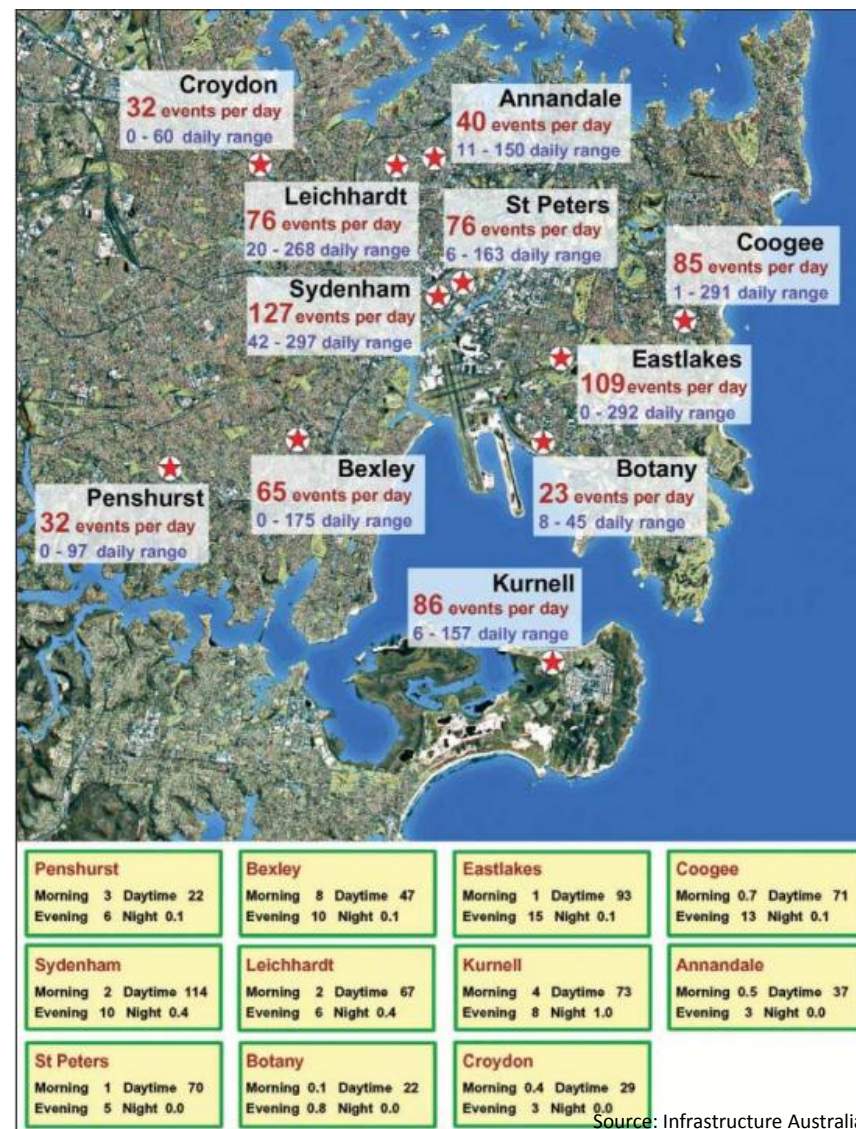 Croydon
32 events per day
0 - 60 daily range
Annandale
40 events per day
11 - 150 daily range
Leichhardt
76 events per day
20 - 268 daily range
St Peters
76 events per day
6 - 163 daily range
Coogee
85 events per day
1 - 291 daily range
Sydenham
127 events per day
42 - 297 daily range
Eastlakes
109 events per day
0 - 292 daily range
Bexley
65 events per day
0 - 175 daily range
Botany
23 events per day
8 - 45 daily range
Penshurst
32 events per day
0 - 97 daily range
Kurnell
86 events per day
6 - 157 daily range
Penshurst
Morning 3 Daytime 22
Evening 6 Night 0.1
Bexley
Morning 8 Daytime 47
Evening 10 Night 0.1
Eastlakes
Morning 1 Daytime 93
Evening 15 Night 0.1
Coogee
Morning 0.7 Daytime 71
Evening 13 Night 0.1
Sydenham
Morning 2 Daytime 114
Evening 10 Night 0.4
Leichhardt
Morning 2 Daytime 67
Evening 6 Night 0.4
Kurnell
Morning 4 Daytime 73
Evening 8 Night 1.0
Annandale
Morning 0.5 Daytime 37
Evening 3 Night 0.0
St Peters
Morning 1 Daytime 70
Evening 5 Night 0.0
Botany
Morning 0.1 Daytime 22
Evening 0.8 Night 0.0
Croydon
Morning 0.4 Daytime 29
Evening 3 Night 0.0
Source: Infrastructure Australia